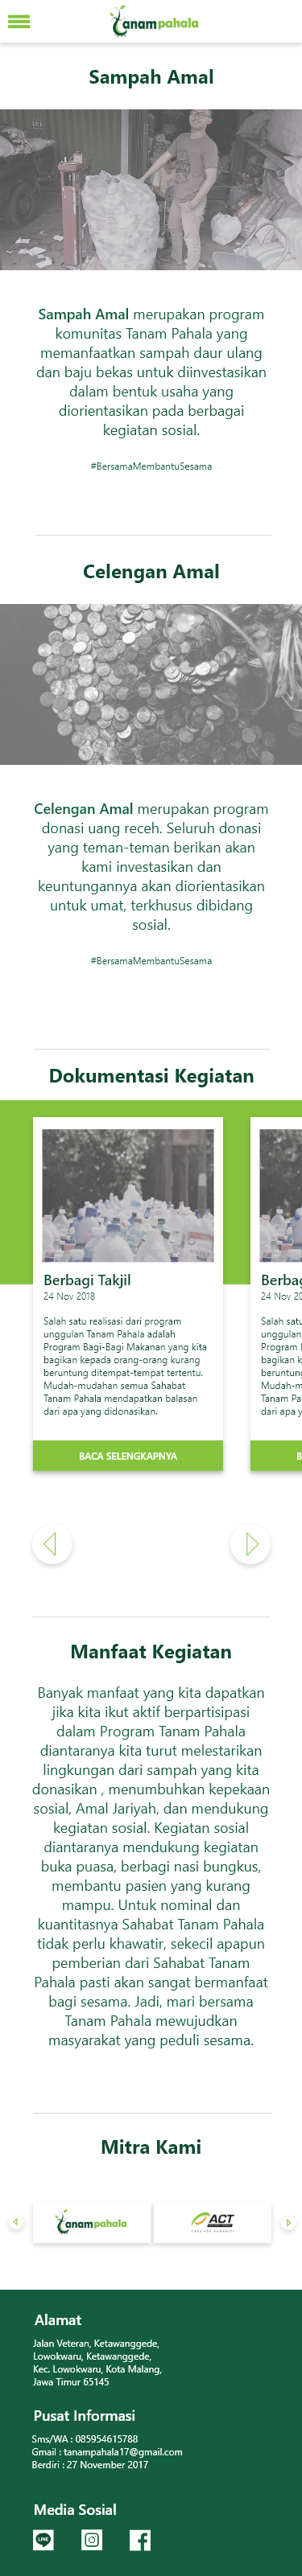 Tanampahala
Sampah Amal
Sampah Amal merupakan program
komunitas Tanam Pahala yang
memanfaatkan sampah daur ulang
dan baju bekas untuk diinvestasikan
dalam bentuk usaha yang
diorientasikan pada berbagai
kegiatan sosial.
#BersamaMembantuSesama
Celengan Amal
Celengan Amal merupakan program
donasi uang receh. Seluruh donasi
yang teman-teman berikan akan
kami investasikan dan
keuntungannya akan diorientasikan
untuk umat, terkhusus dibidang
sosial.
#BersamaMembantuSesama
Dokumentasi Kegiatan
Berbagi Takjil
24 Nov 2018
Salah satu realisasi dari program
unggulan Tanam Pahala adalah
Program Bagi-Bagi Makanan yang kita
bagikan kepada orang-orang kurang
beruntung ditempat-tempat tertentu.
Mudah-mudahan semua Sahabat
Tanam Pahala mendapatkan balasan
dari apa yang didonasikan.
BACA SELENGKAPNYA
Berbag
24 Nov 20
Salah satu
unggulan
Program B
bagikan k
beruntung
Mudah-m
Tanam Pa
dari apa y
B
Manfaat Kegiatan
Banyak manfaat yang kita dapatkan
jika kita ikut aktif berpartisipasi
dalam Program Tanam Pahala
diantaranya kita turut melestarikan
lingkungan dari sampah yang kita
donasikan , menumbuhkan kepekaan
sosial, Amal Jariyah, dan mendukung
kegiatan sosial. Kegiatan sosial
diantaranya mendukung kegiatan
buka puasa, berbagi nasi bungkus,
membantu pasien yang kurang
mampu. Untuk nominal dan
kuantitasnya Sahabat Tanam Pahala
tidak perlu khawatir, sekecil apapun
pemberian dari Sahabat Tanam
Pahala pasti akan sangat bermanfaat
bagi sesama. Jadi, mari bersama
Tanam Pahala mewujudkan
masyarakat yang peduli sesama.
Mitra Kami
Tanampahala
ACT
CARE FOR HUMANITY
Alamat
Jalan Veteran, Ketawanggede,
Lowokwaru, Ketawanggede,
Kec. Lowokwaru, Kota Malang,
Jawa Timur 65145
Pusat Informasi
Sms/WA : 085954615788
Gmail : tanampahala17@gmail.com
Berdiri : 27 November 2017
Media Sosial
LINE